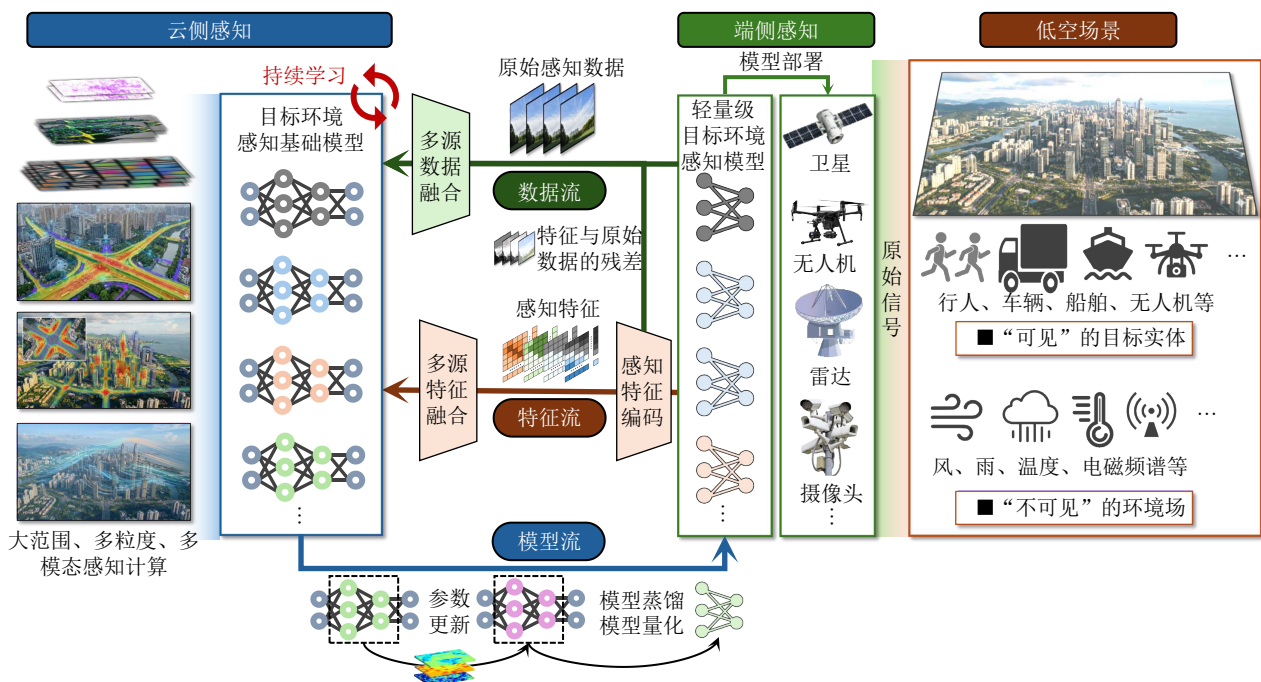 云侧感知
端侧感知
低空场景
持续学习
目标环境
感知基础模型
大范围、多粒度、多
模态感知计算
多源
数据
融合
原始感知数据
数据流
特征与原始
数据的残差
感知特征
多源
特征
融合
特征流
感知
特征
编码
模型部署
轻量级
目标环境
感知模型
卫星
无人机
雷达
摄像头
原始信号
行人、车辆、船舶、无人机等
■“可见”的目标实体
风、雨、温度、电磁频谱等
■“不可见”的环境场
模型流
参数
更新
模型蒸馏
模型量化